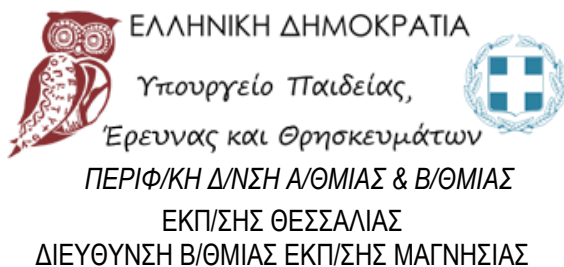 ΕΛΛΗΝΙΚΗ ΔΗΜΟΚΡΑΤΙΑ
Υπουργείο Παιδείας,
Έρευνας και Θρησκευμάτων
ΠΕΡΙΦ/ΚΗ Δ/ΝΣΗ Α/ΘΜΙΑΣ & Β/ΘΜΙΑΣ
ΕΚΠ/ΣΗΣ ΘΕΣΣΑΛΙΑΣ
ΔΙΕΥΘΥΝΣΗ Β/ΘΜΙΑΣ ΕΚΠ/ΣΗΣ ΜΑΓΝΗΣΙΑΣ